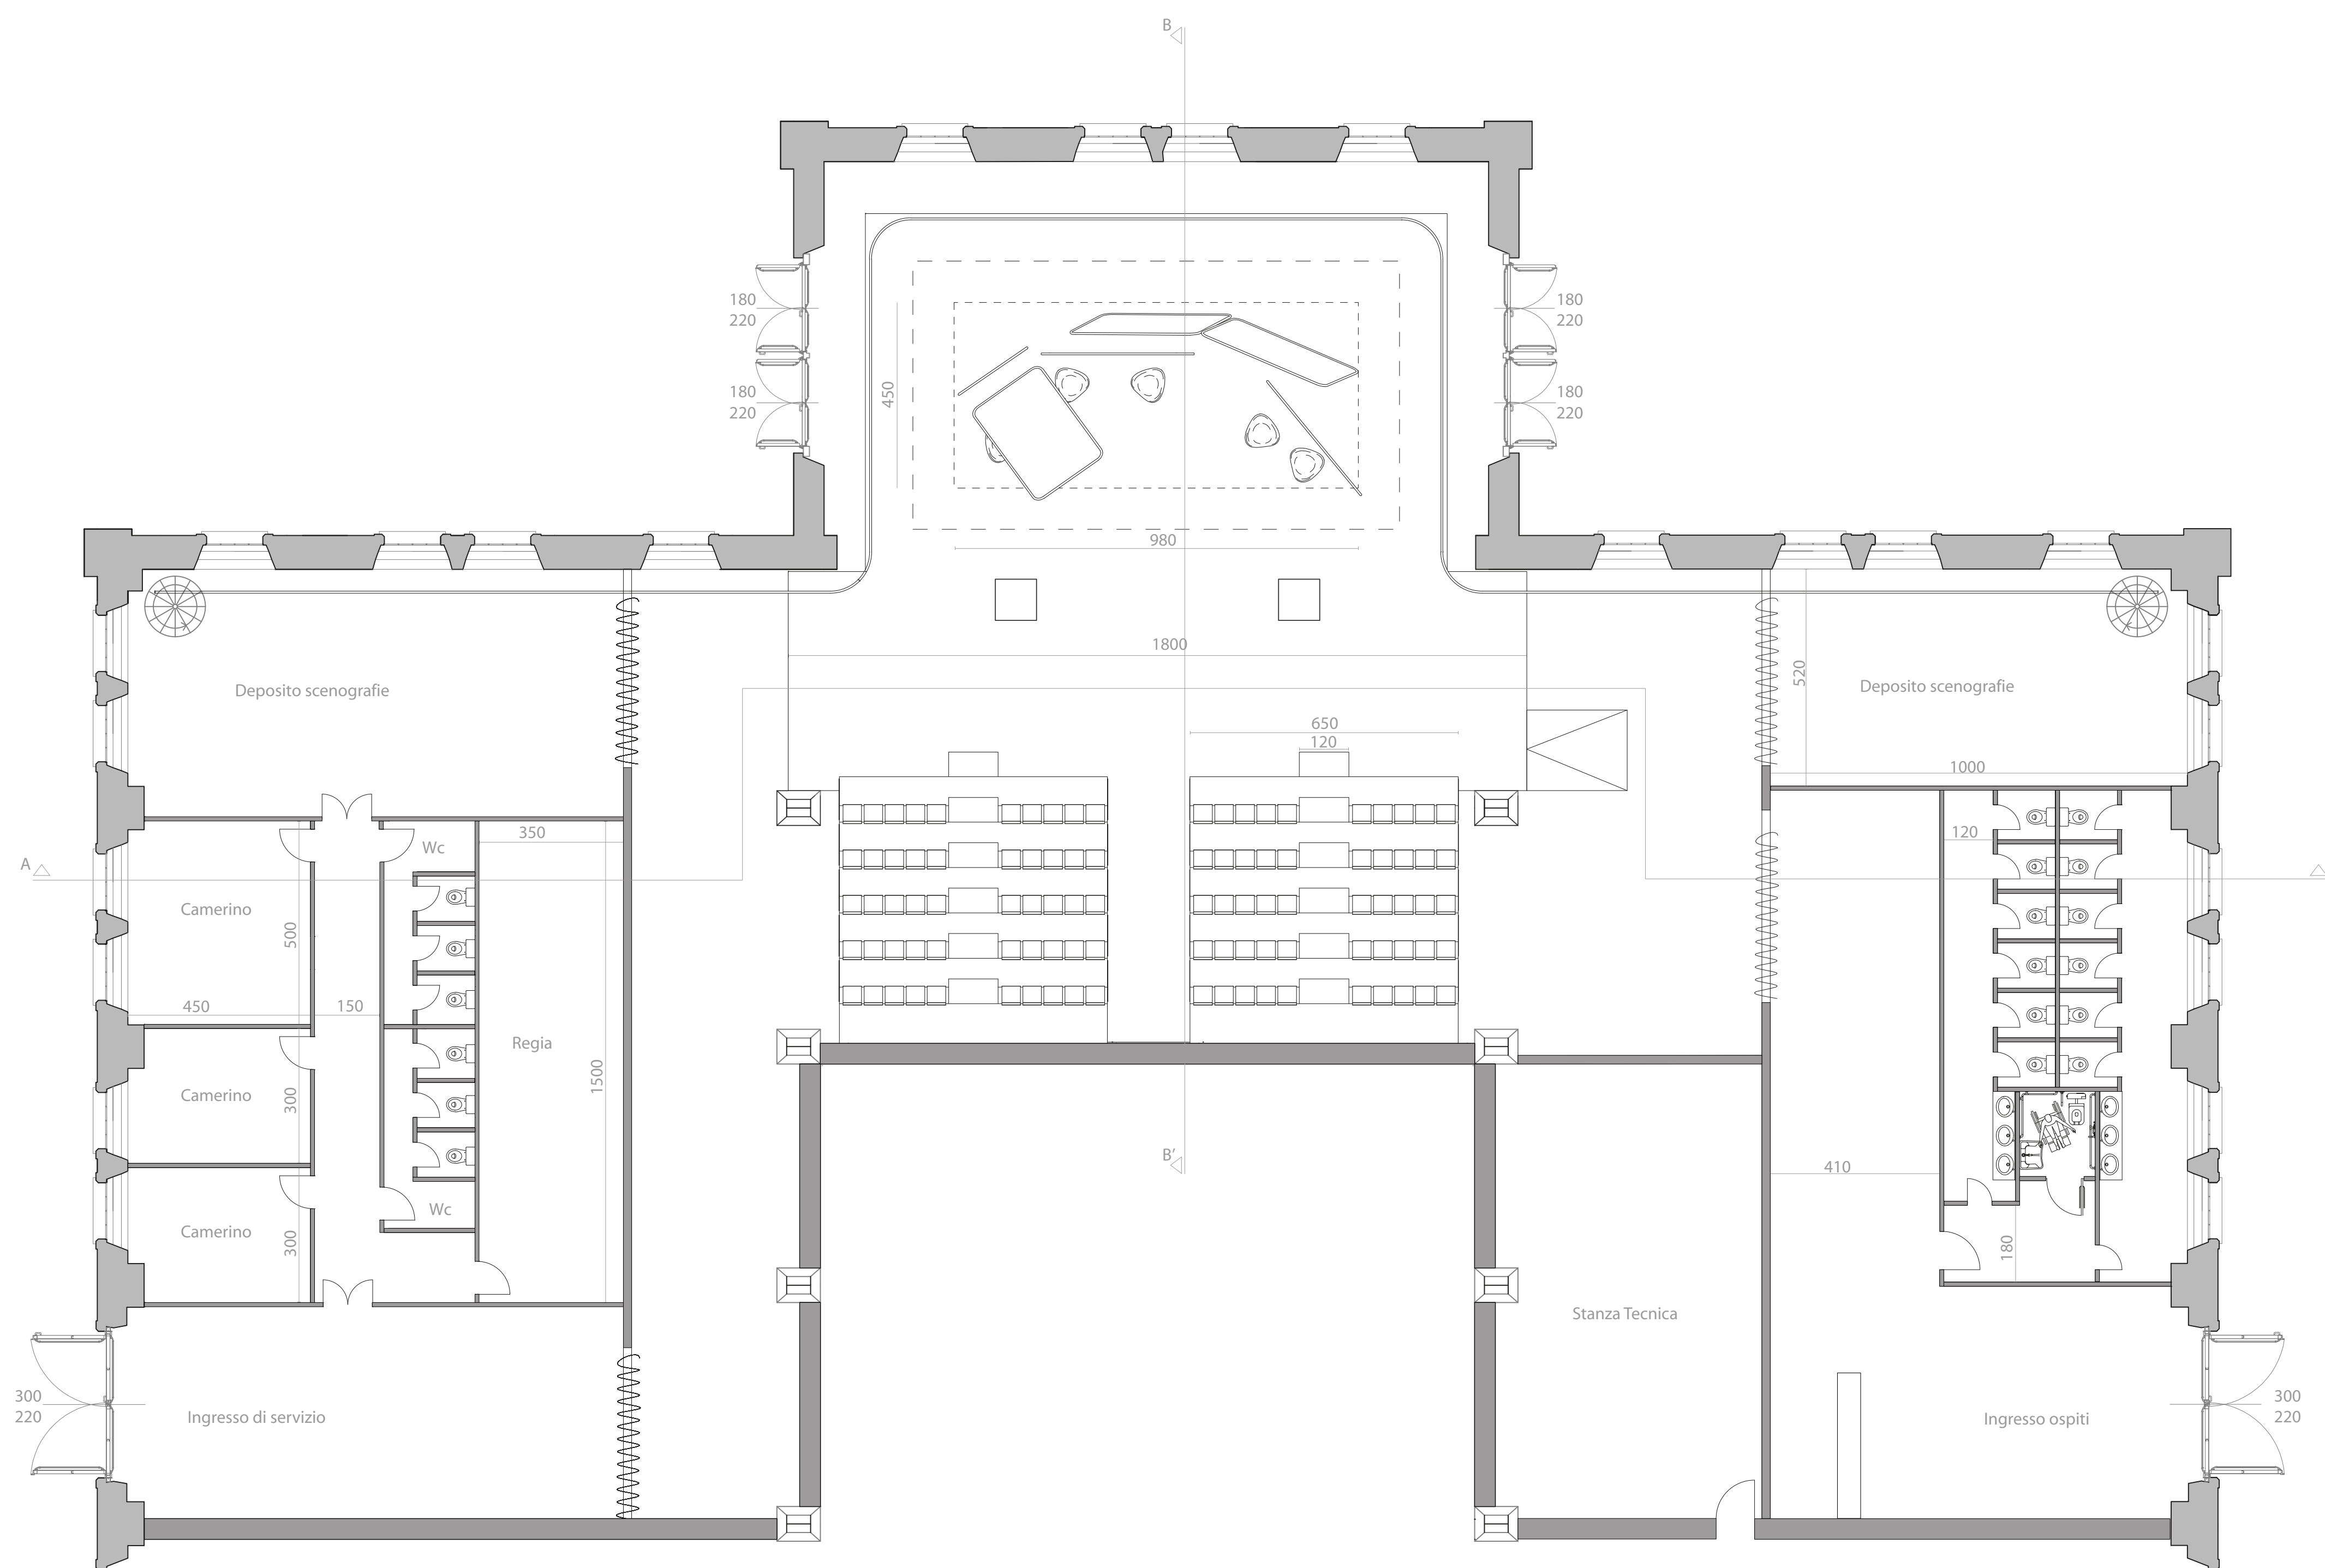 B
180
220
180
220
180
220
180
220
450
980
1800
520
Deposito scenografie
Deposito scenografie
650
120
1000
350
120
Wc
A
Camerino
500
450
150
Regia
1500
Camerino
300
B'
410
Wc
Camerino
300
180
Stanza Tecnica
300
220
Ingresso di servizio
Ingresso ospiti
300
220